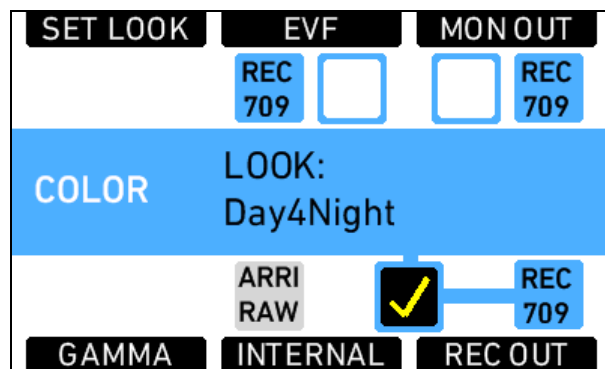 SET LOOK EVF MON OUT
REC 709 REC 709
COLOR
LOOK:
Day4Night
ARRI RAW REC 709
GAMMA INTERNAL REC OUT